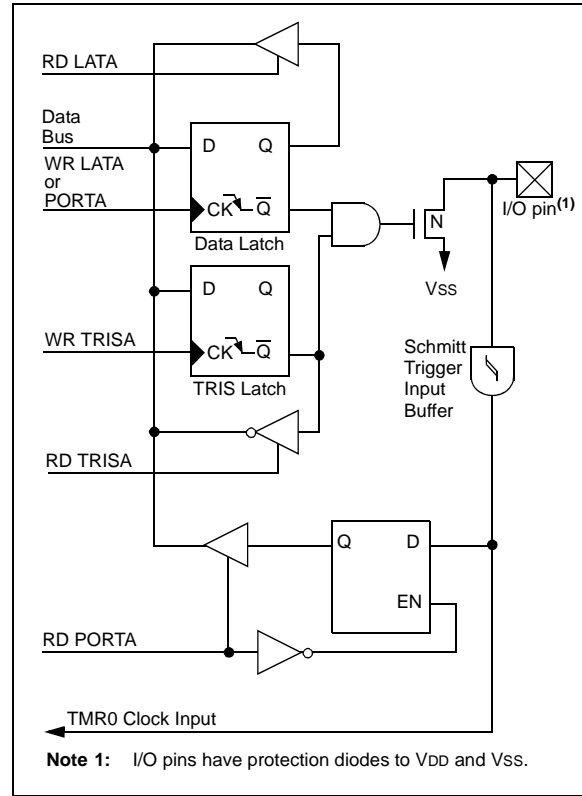 RD LATA
Data
Bus
WR LATA
or
PORTA
D Q
CK Q
Data Latch
N
I/O pin(1)
VSS
D Q
CK Q
TRIS Latch
WR TRISA
Schmitt
Trigger
Input
Buffer
RD TRISA
Q D
EN
RD PORTA
TMR0 Clock Input
Note 1: I/O pins have protection diodes to VDD and VSS.